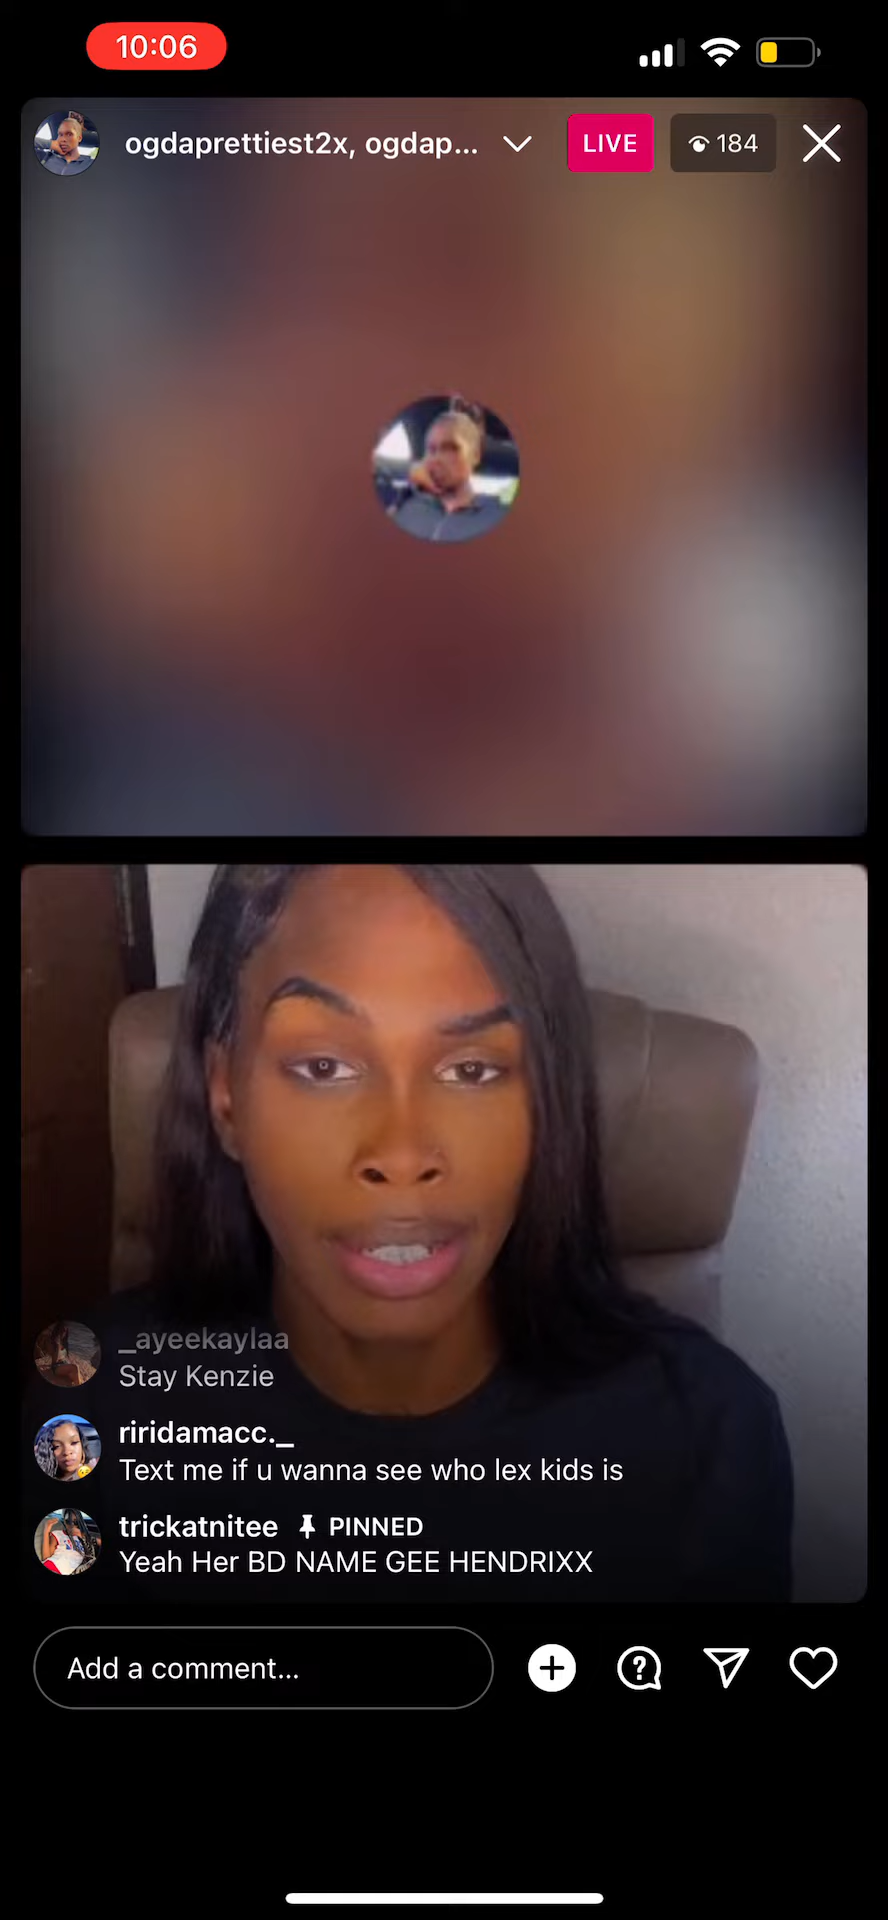 10:06
ogdaprettiest2x, ogdap...
LIVE
184
_ayeekaylaa
Stay Kenzie
riridamacc._
Text me if u wanna see who lex kids is
trickatnitee PINNED
Yeah Her BD NAME GEE HENDRIXX
Add a comment...